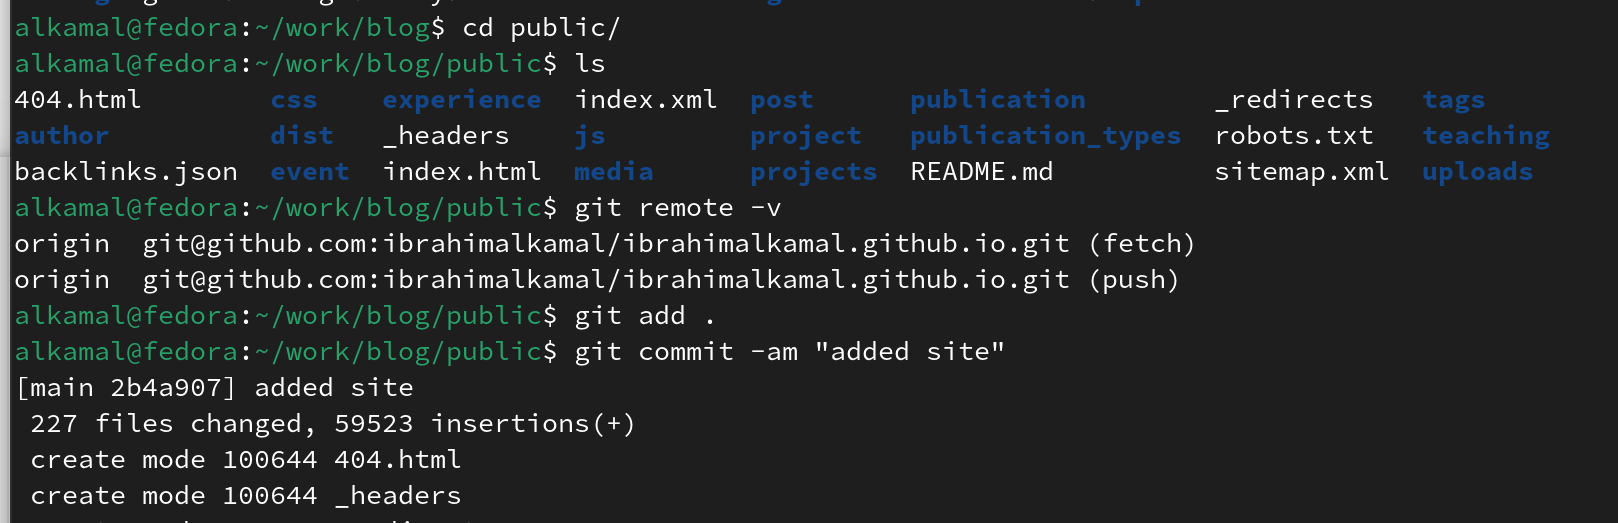 alkamal@fedora:~/work/blog$ cd public/
alkamal@fedora:~/work/blog/public$ ls
404.html css experience index.xml post publication _redirects tags
author dist _headers js project publication_types robots.txt teaching
backlinks.json event index.html media projects README.md sitemap.xml uploads
alkamal@fedora:~/work/blog/public$ git remote -v
origin git@github.com:ibrahimalkamal/ibrahimalkamal.github.io.git (fetch)
origin git@github.com:ibrahimalkamal/ibrahimalkamal.github.io.git (push)
alkamal@fedora:~/work/blog/public$ git add .
alkamal@fedora:~/work/blog/public$ git commit -am "added site"
[main 2b4a907] added site
227 files changed, 59523 insertions(+)
create mode 100644 404.html
create mode 100644 _headers